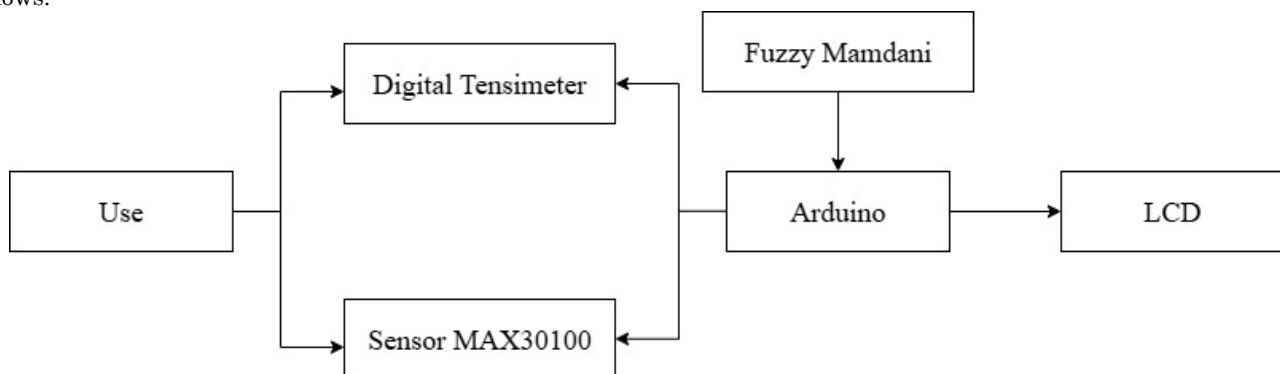 Fuzzy Mamdani
Digital Tensimeter
Use
Arduino
LCD
Sensor MAX30100